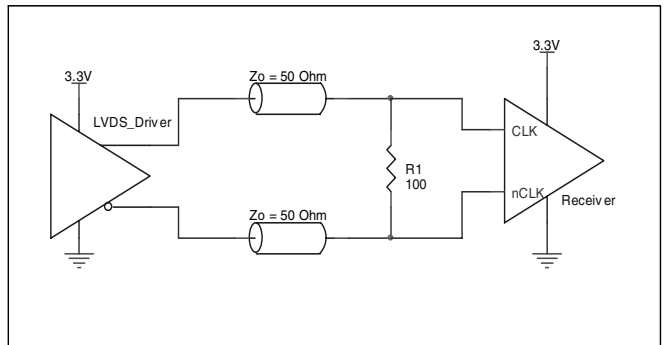 3.3V
LVDS_Driver
Zo = 50 Ohm
Zo = 50 Ohm
R1
100
3.3V
CLK
nCLK
Receiver